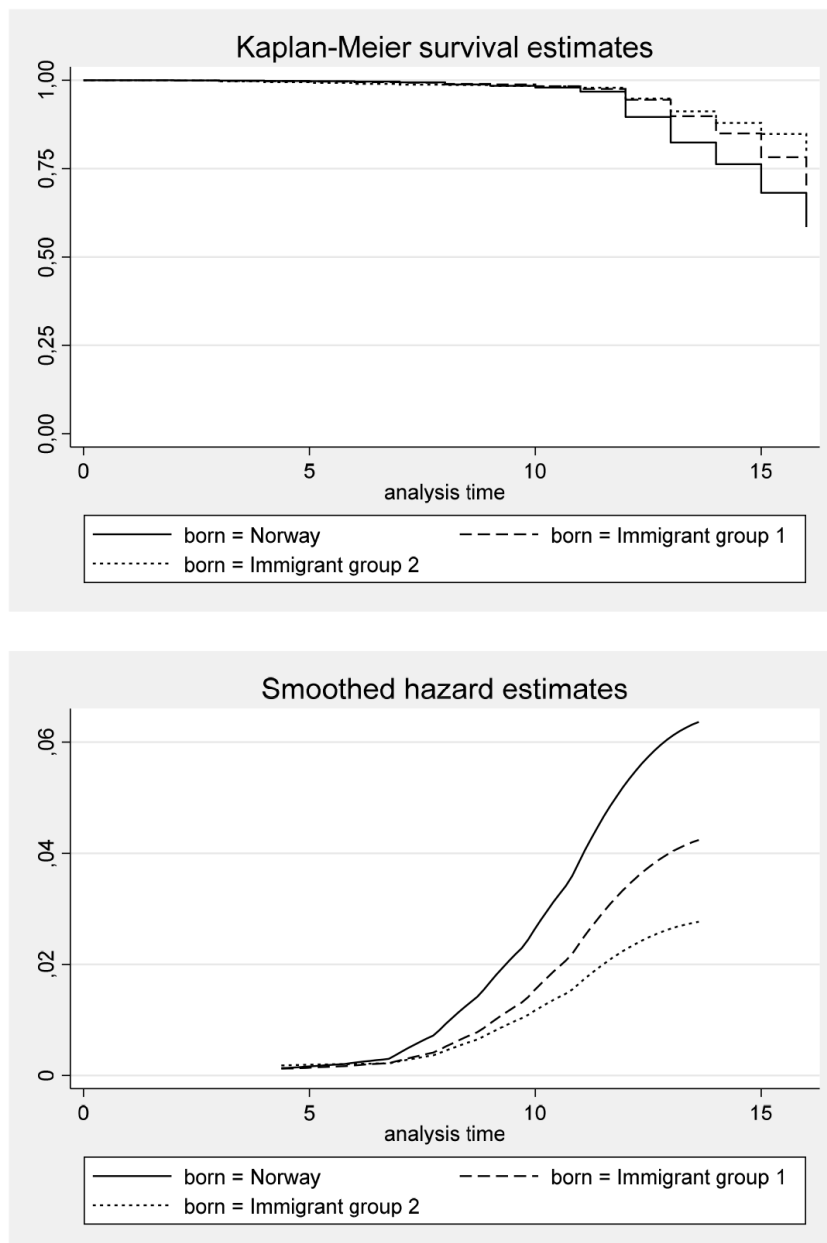 Kaplan-Meier survival estimates
1,00
0,75
0,50
0,25
0,00
0 5 10 15
analysis time
born = Norway born = Immigrant group 1
born = Immigrant group 2
Smoothed hazard estimates
,06
,04
,02
0
0 5 10 15
analysis time
born = Norway born = Immigrant group 1
born = Immigrant group 2